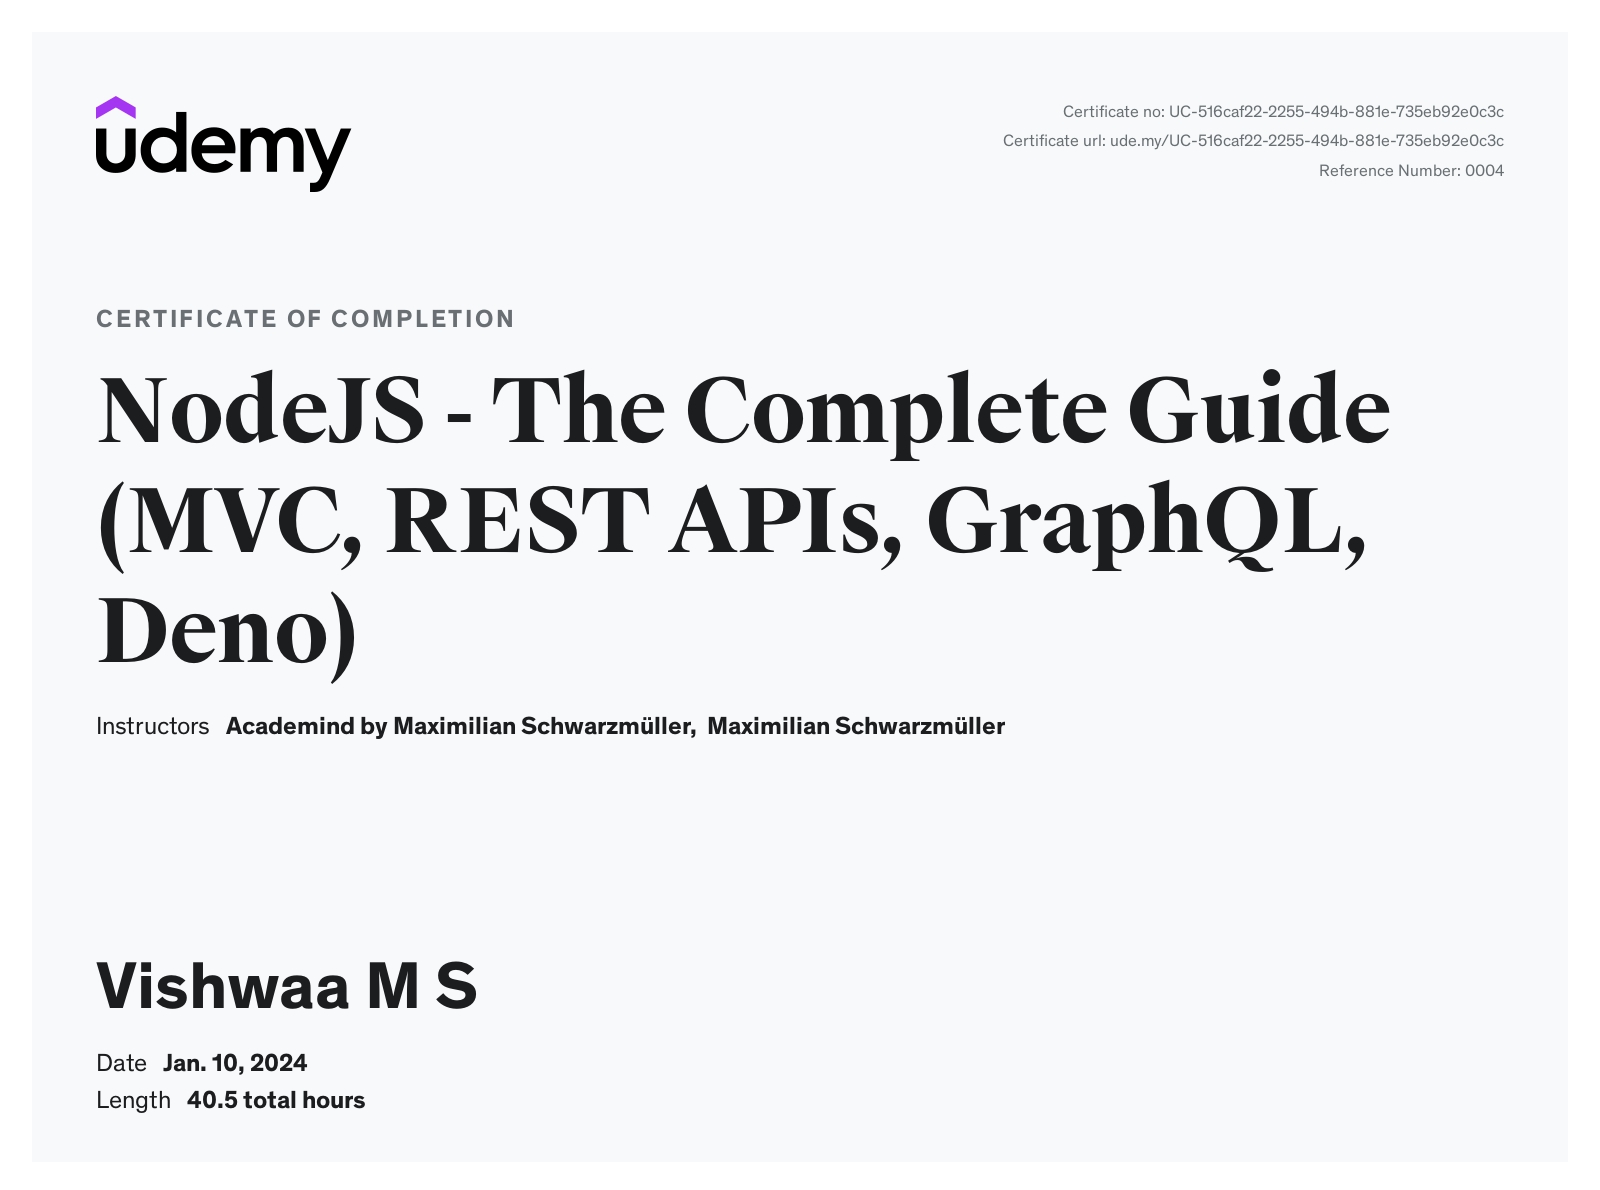 udemy
Certificate no: UC-516caf22-2255-494b-881e-735eb92e0c3c
Certificate url: ude.my/UC-516caf22-2255-494b-881e-735eb92e0c3c
Reference Number: 0004
CERTIFICATE OF COMPLETION
NodeJS - The Complete Guide
(MVC, REST APIs, GraphQL,
Deno)
Instructors Academind by Maximilian Schwarzmüller, Maximilian Schwarzmüller
Vishwaa M S
Date Jan. 10, 2024
Length 40.5 total hours